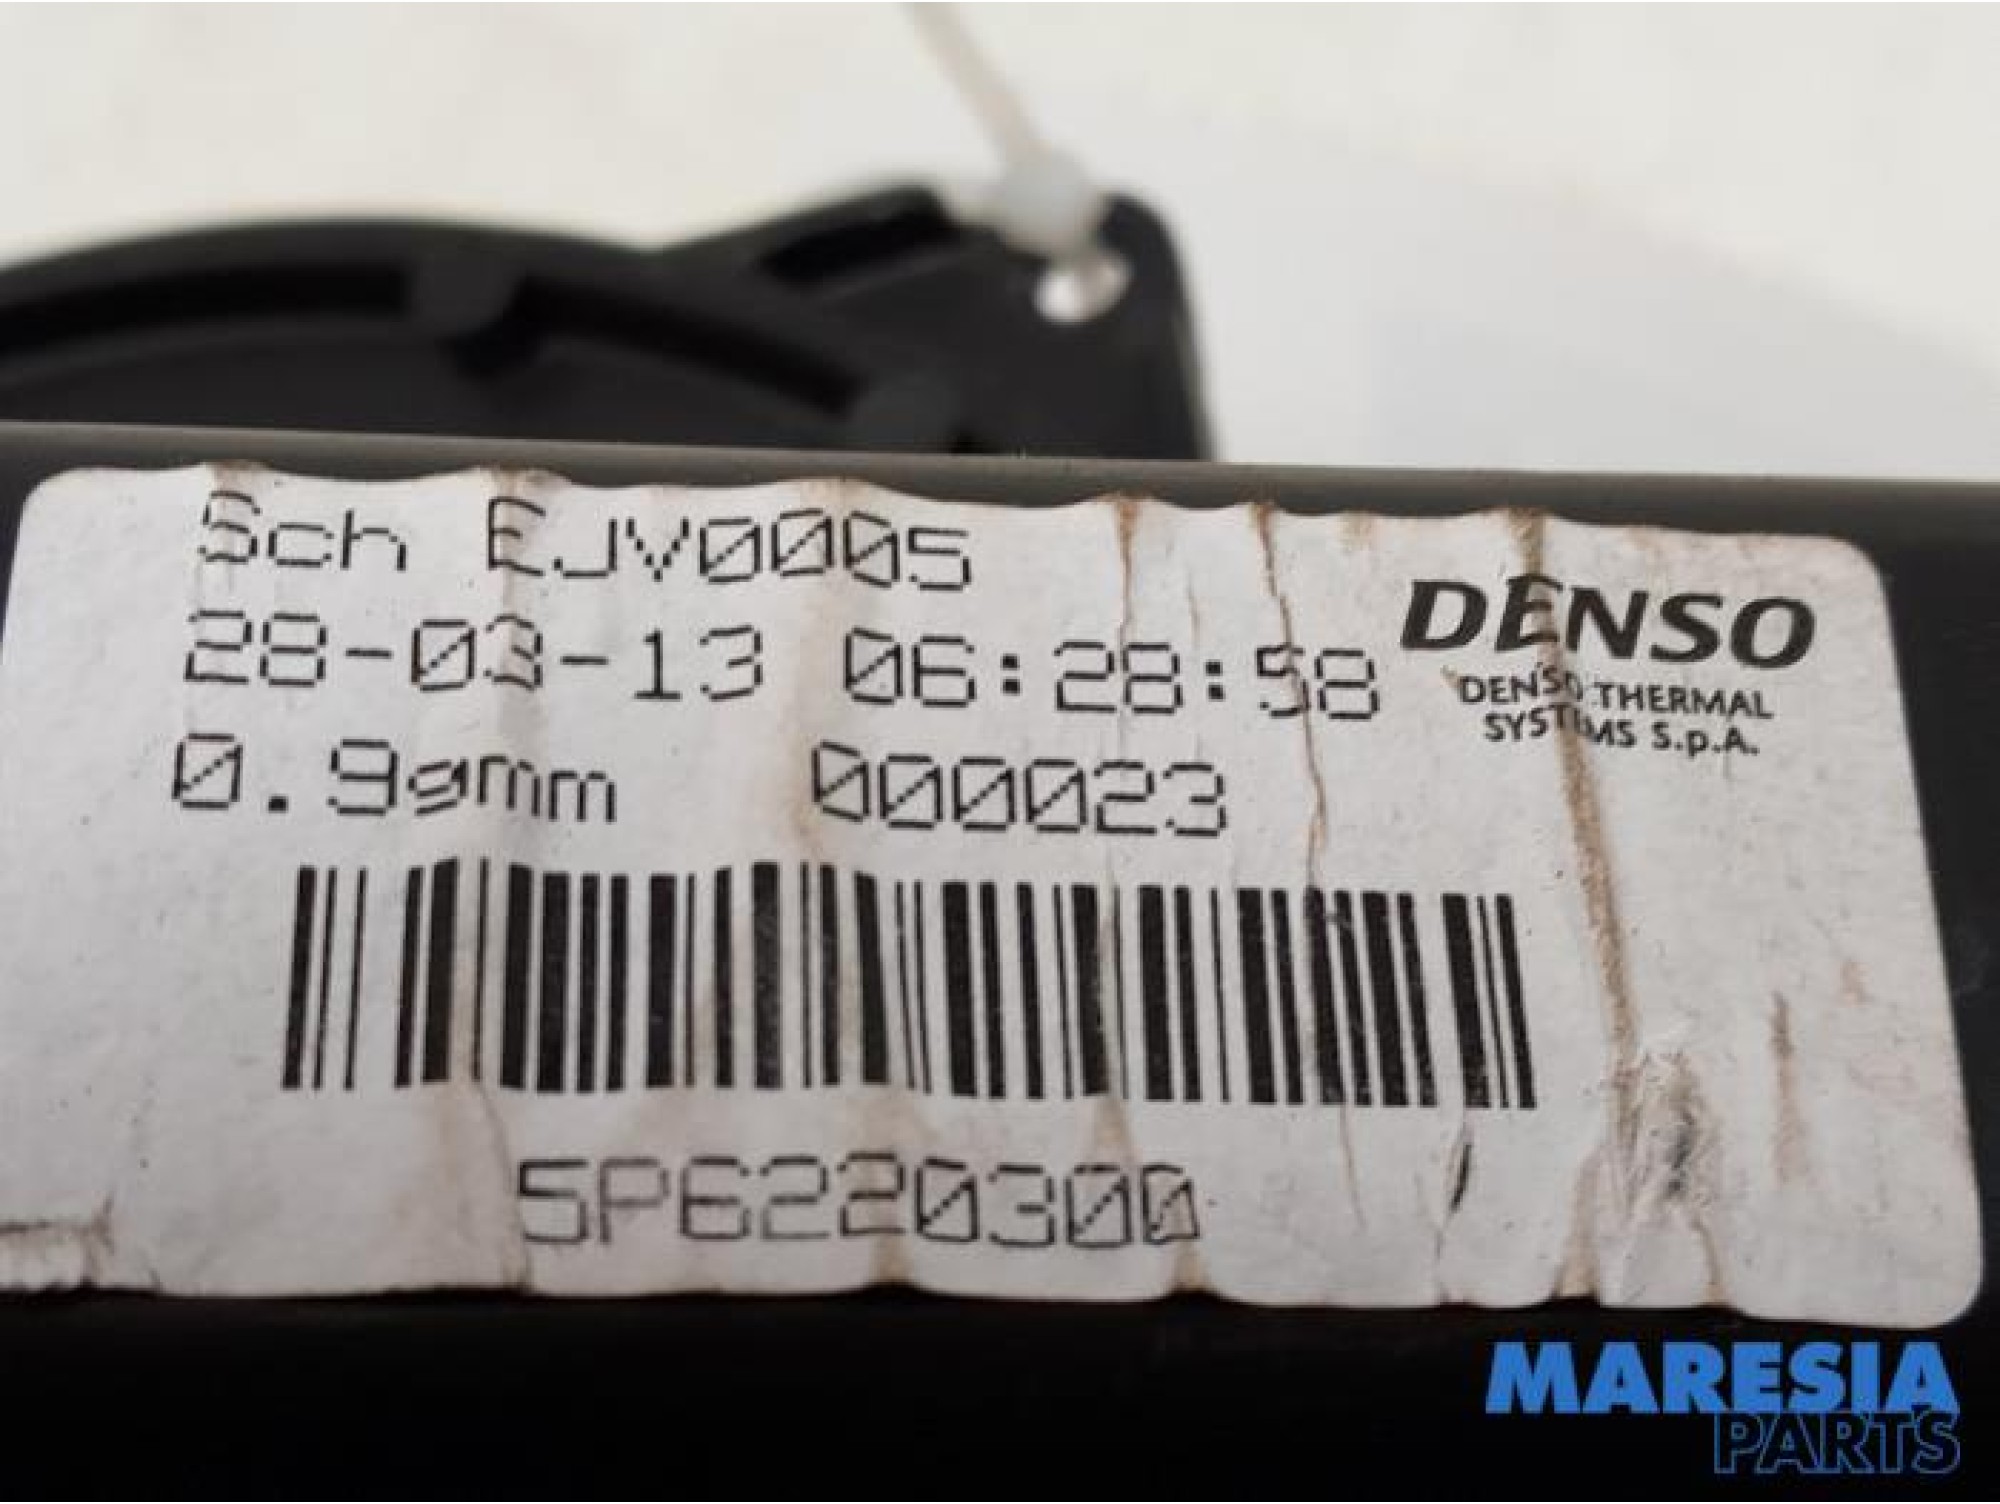 Sch EJV0005
28-03-13 06:28:58
0.9gmm 000023
DENSO
DENSO THERMAL
SYSTEMS S.p.A.
5P6220300
MARESIA
PARTS